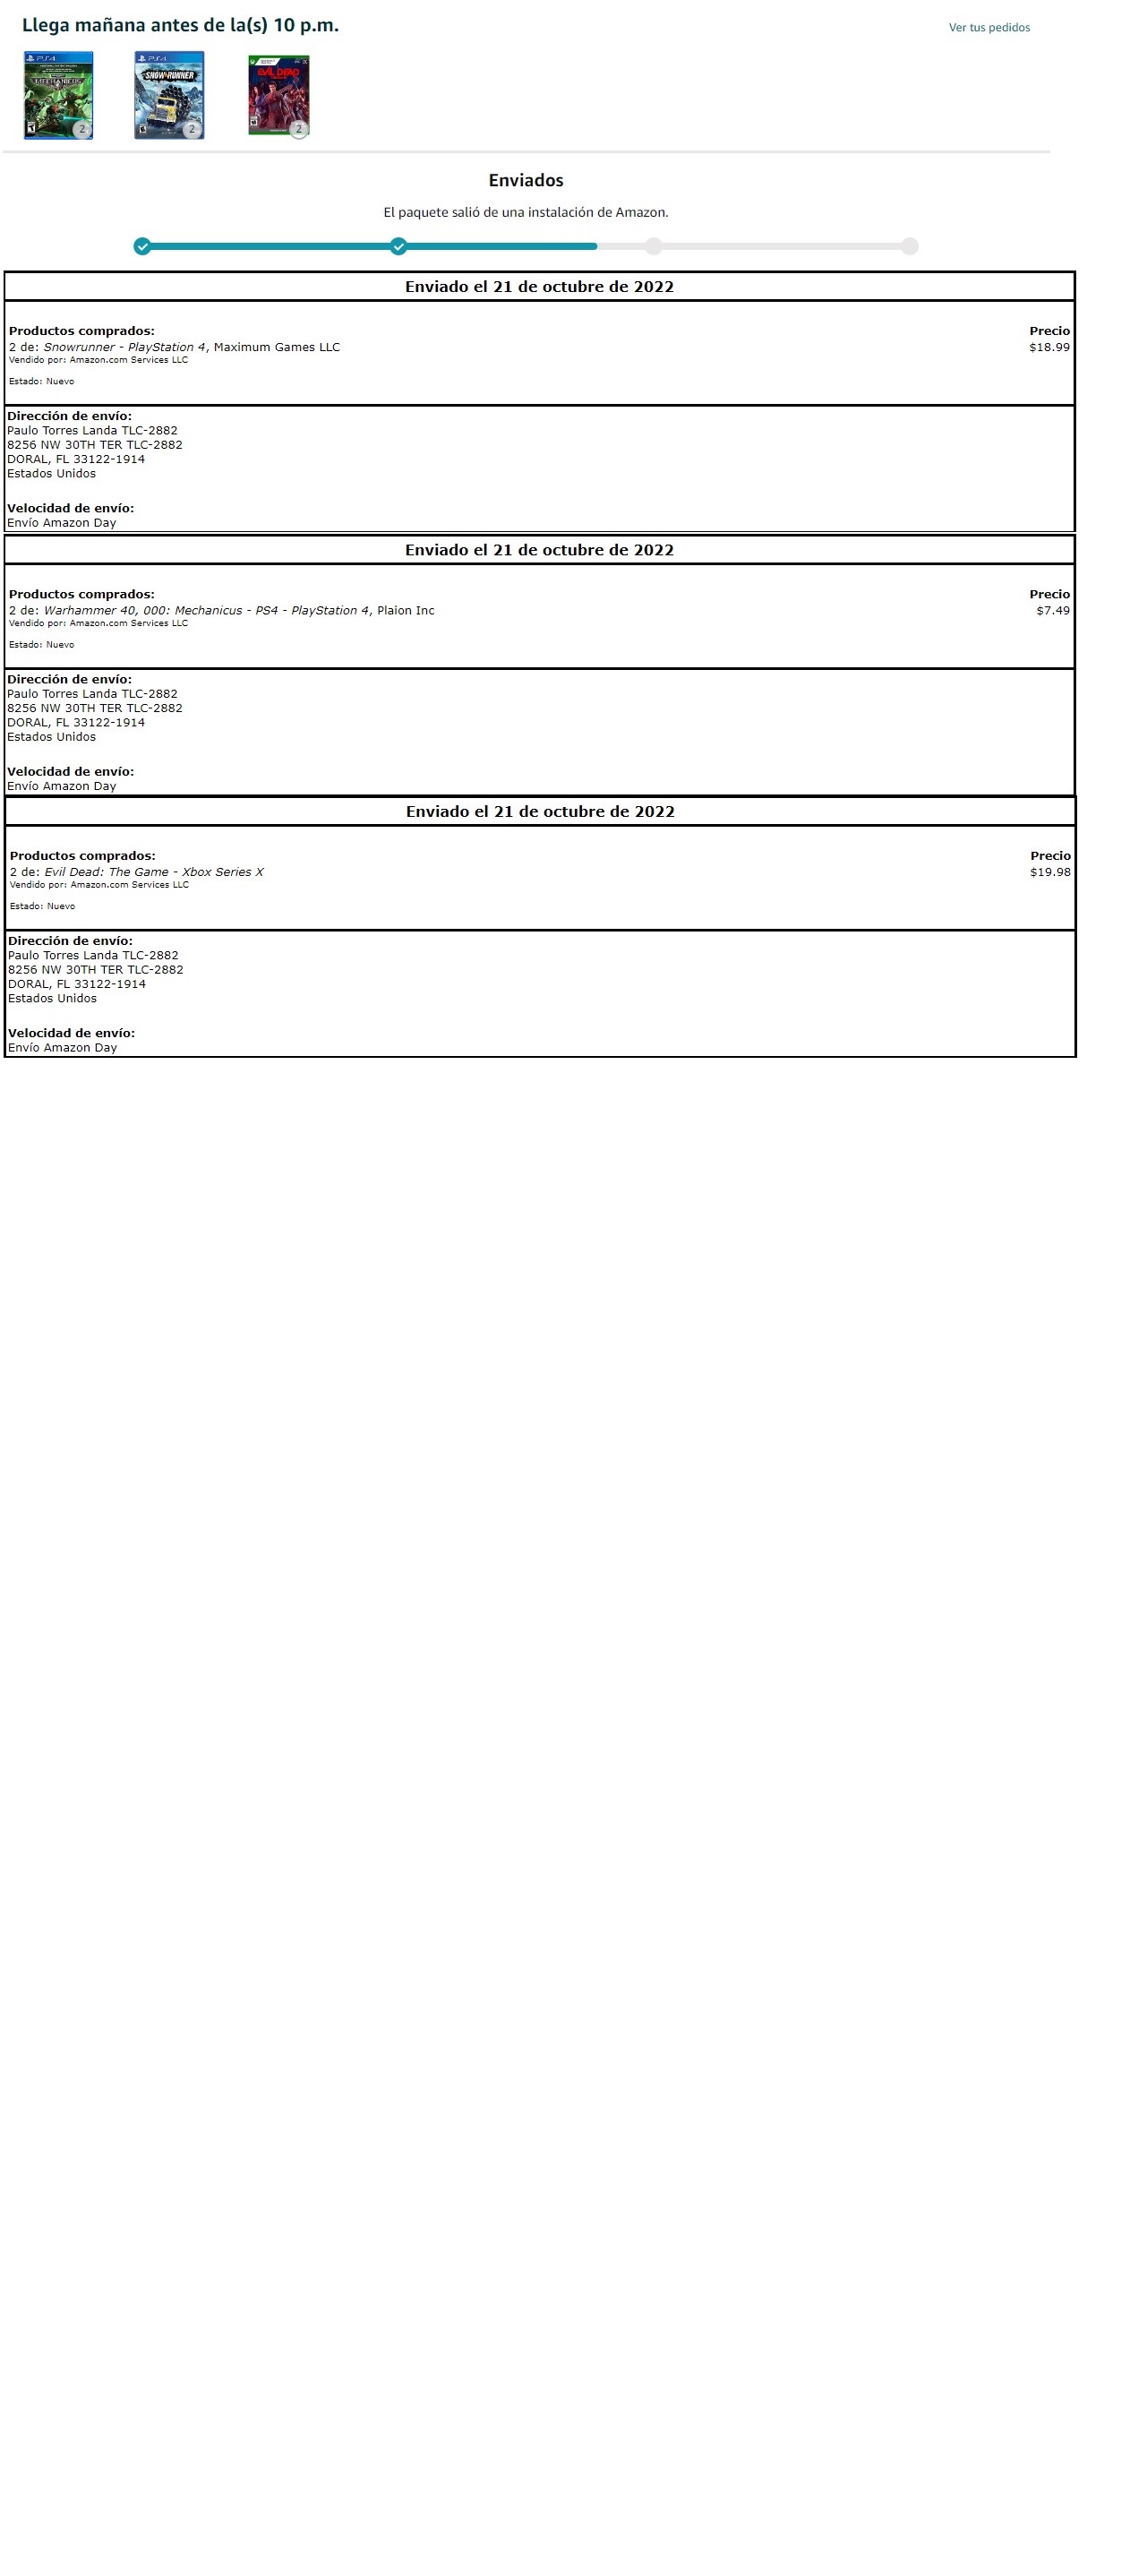 Llega mañana antes de la(s) 10 p.m.
Ver tus pedidos
PS4
MECHANICUS
2
PS4
SNOWRUNNER
2
EVIL DEAD
2
Enviados
El paquete salió de una instalación de Amazon.
Enviado el 21 de octubre de 2022
Productos comprados: Precio
2 de: Snowrunner - PlayStation 4, Maximum Games LLC $18.99
Vendido por: Amazon.com Services LLC
Estado: Nuevo
Dirección de envío:
Paulo Torres Landa TLC-2882
8256 NW 30TH TER TLC-2882
DORAL, FL 33122-1914
Estados Unidos
Velocidad de envío:
Envío Amazon Day
Enviado el 21 de octubre de 2022
Productos comprados: Precio
2 de: Warhammer 40, 000: Mechanicus - PS4 - PlayStation 4, Plaion Inc $7.49
Vendido por: Amazon.com Services LLC
Estado: Nuevo
Dirección de envío:
Paulo Torres Landa TLC-2882
8256 NW 30TH TER TLC-2882
DORAL, FL 33122-1914
Estados Unidos
Velocidad de envío:
Envío Amazon Day
Enviado el 21 de octubre de 2022
Productos comprados: Precio
2 de: Evil Dead: The Game - Xbox Series X $19.98
Vendido por: Amazon.com Services LLC
Estado: Nuevo
Dirección de envío:
Paulo Torres Landa TLC-2882
8256 NW 30TH TER TLC-2882
DORAL, FL 33122-1914
Estados Unidos
Velocidad de envío:
Envío Amazon Day